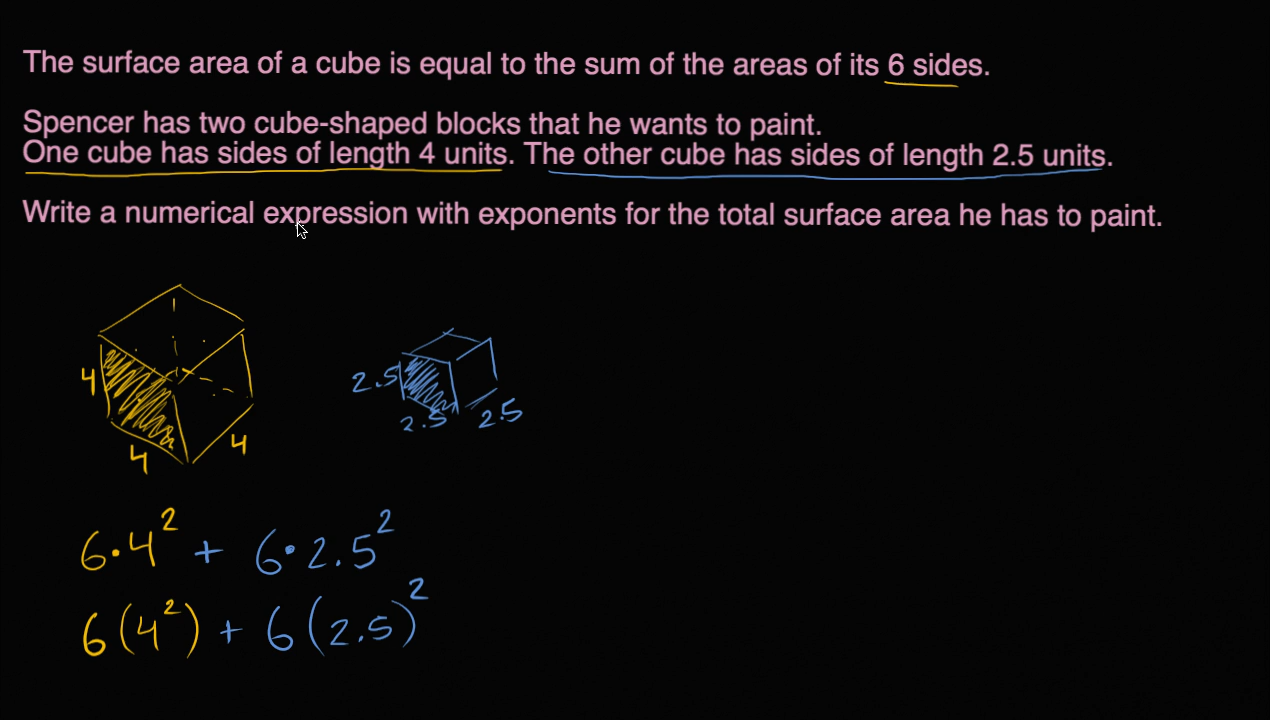 The surface area of a cube is equal to the sum of the areas of its 6 sides.
Spencer has two cube-shaped blocks that he wants to paint.
One cube has sides of length 4 units. The other cube has sides of length 2.5 units.
Write a numerical expression with exponents for the total surface area he has to paint.
4
4
4
2.5
2.5
2.5
6·4² + 6·2.5²
6(4²) + 6(2.5)²